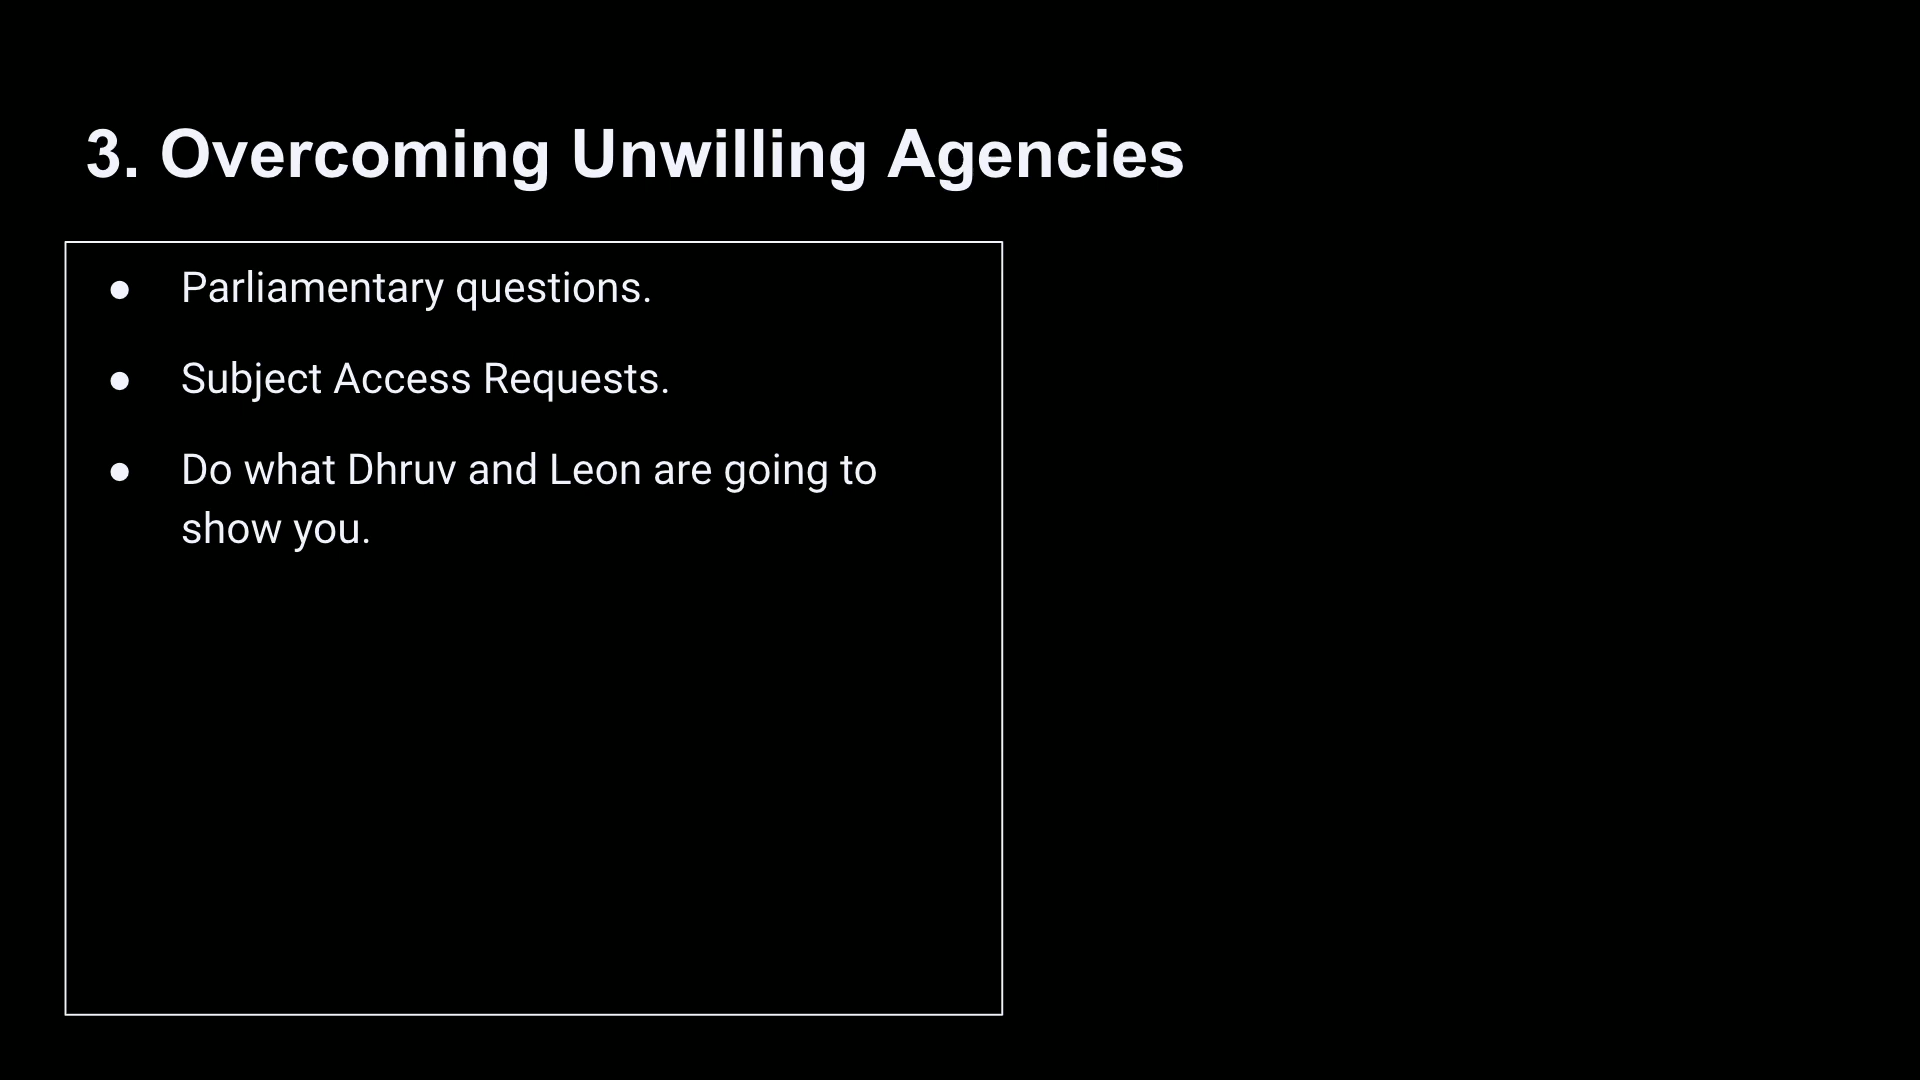 3. Overcoming Unwilling Agencies
● Parliamentary questions.
● Subject Access Requests.
● Do what Dhruv and Leon are going to
show you.